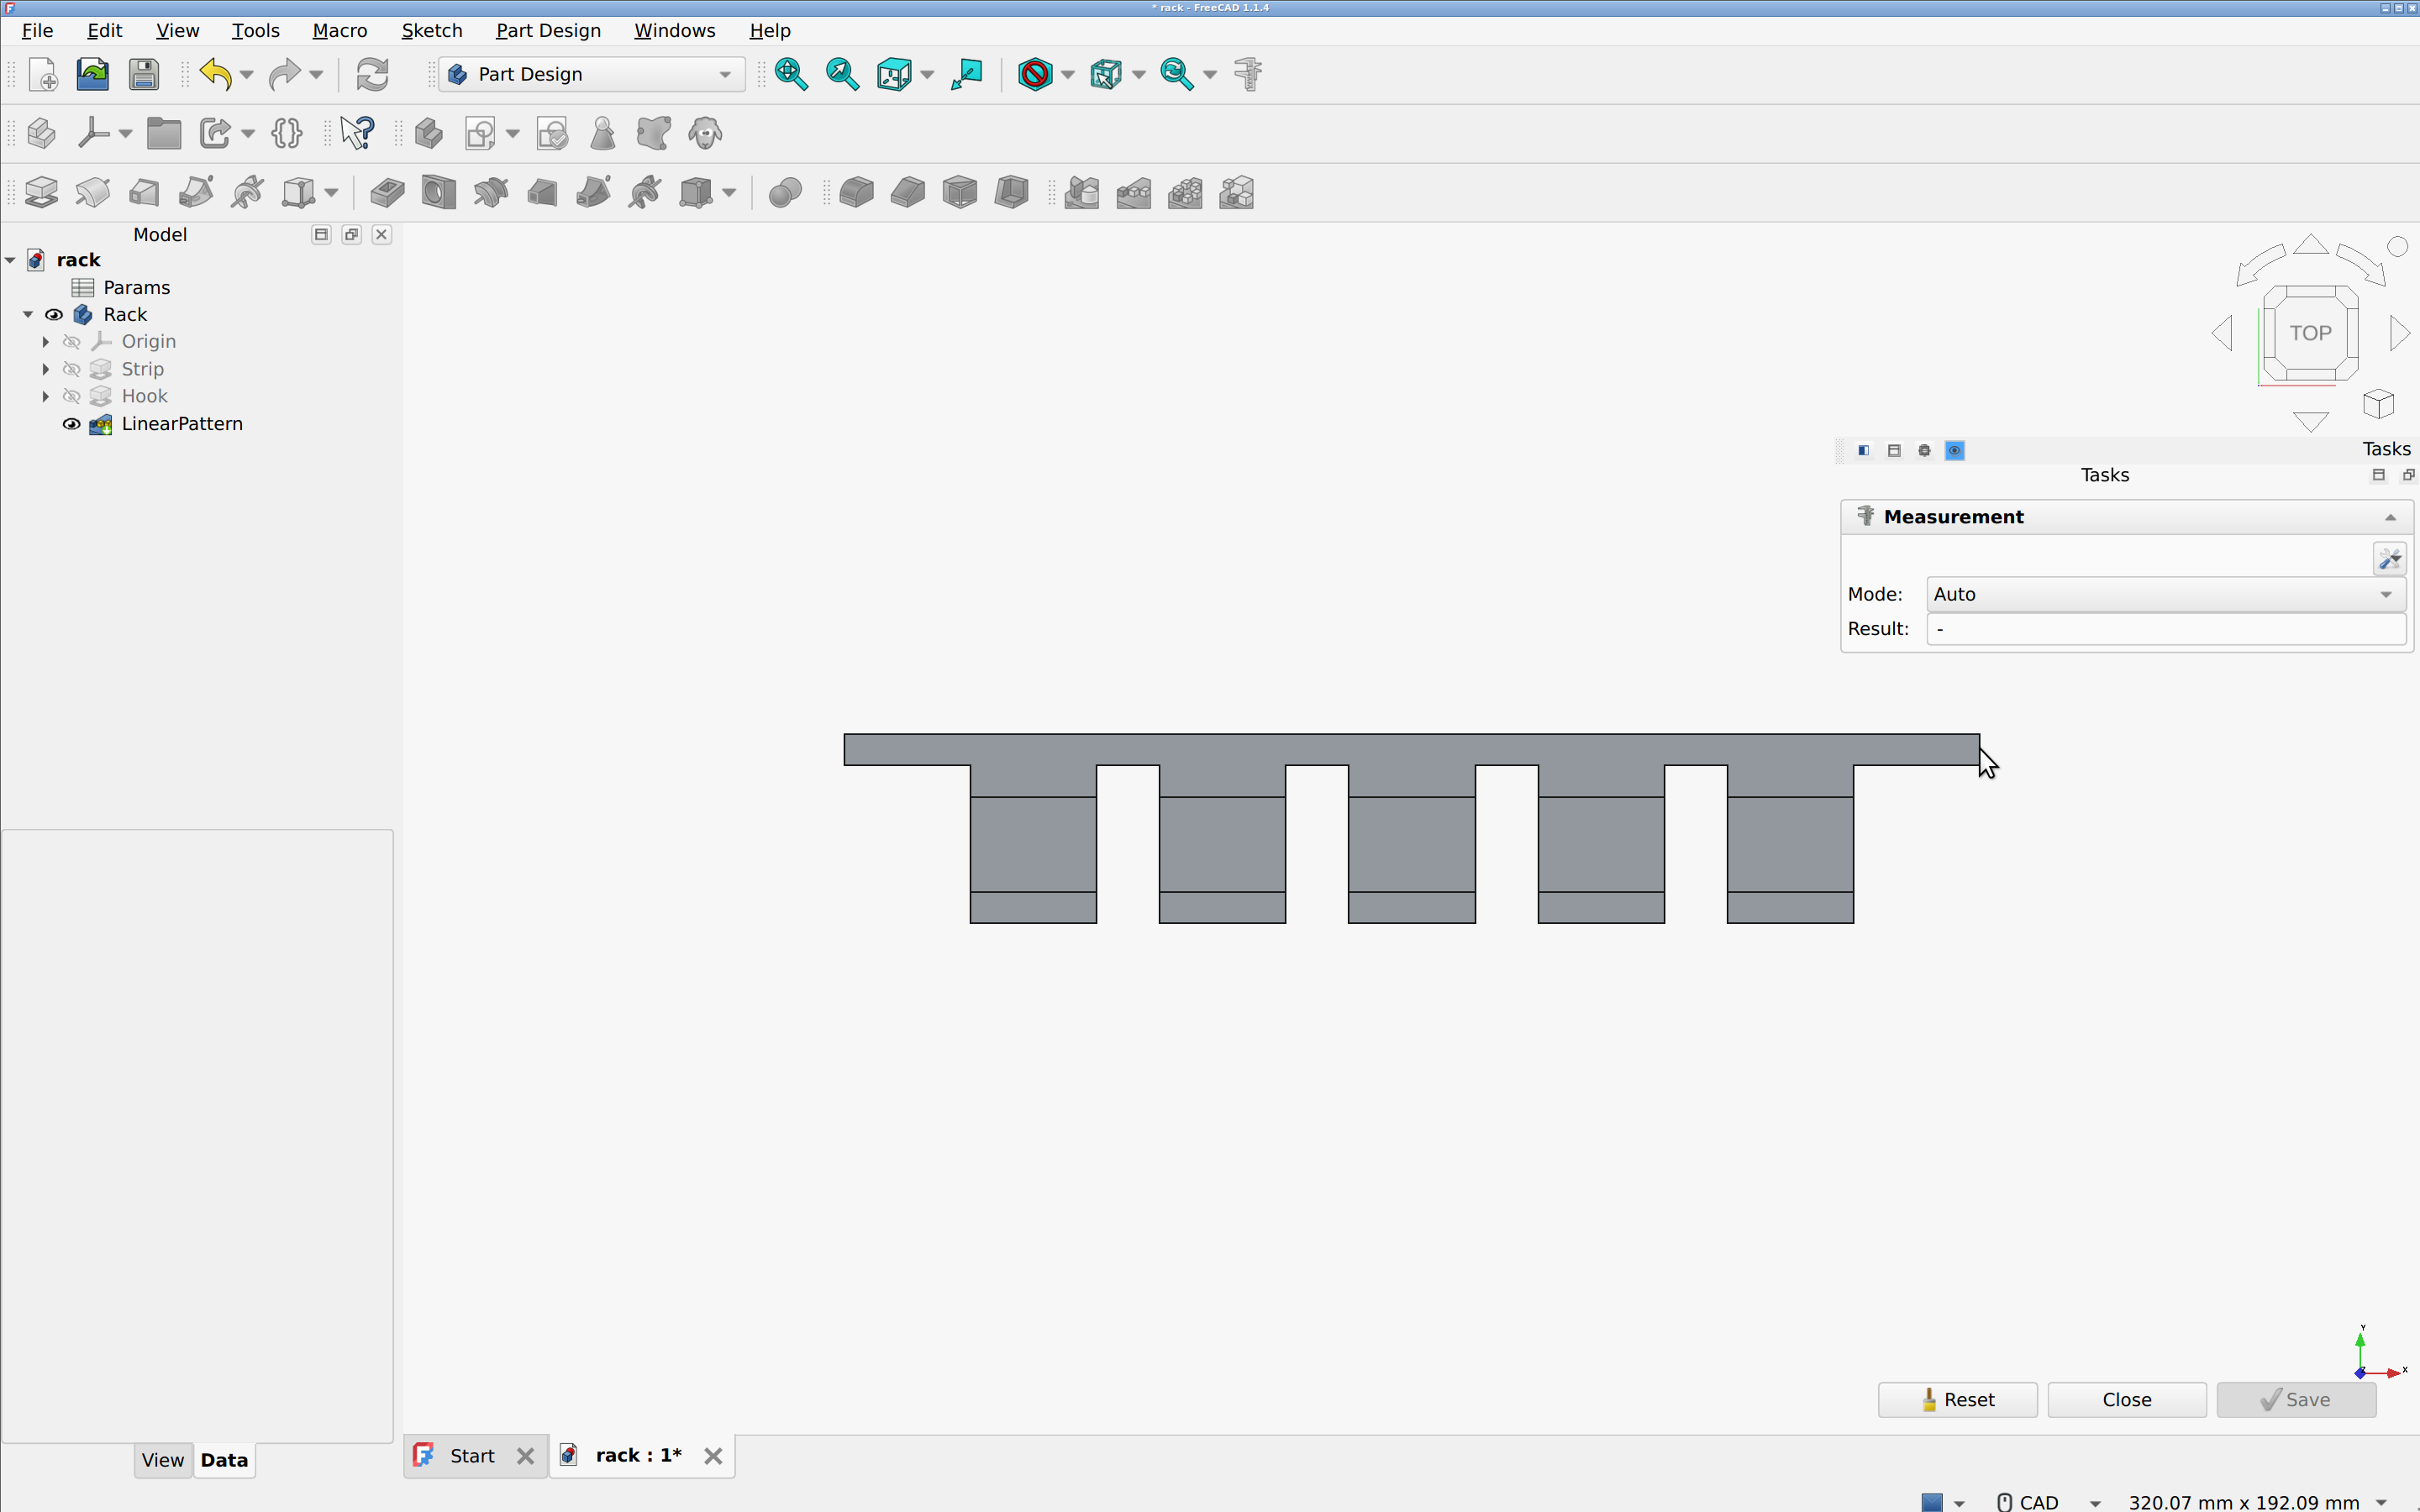 * rack - FreeCAD 1.1.4
File Edit View Tools Macro Sketch Part Design Windows Help
Part Design
Model
rack
Params
Rack
Origin
Strip
Hook
LinearPattern
TOP
Tasks
Tasks
Measurement
Mode: Auto
Result: -
Y
X
Reset Close Save
View Data
Start
rack : 1*
CAD
320.07 mm x 192.09 mm